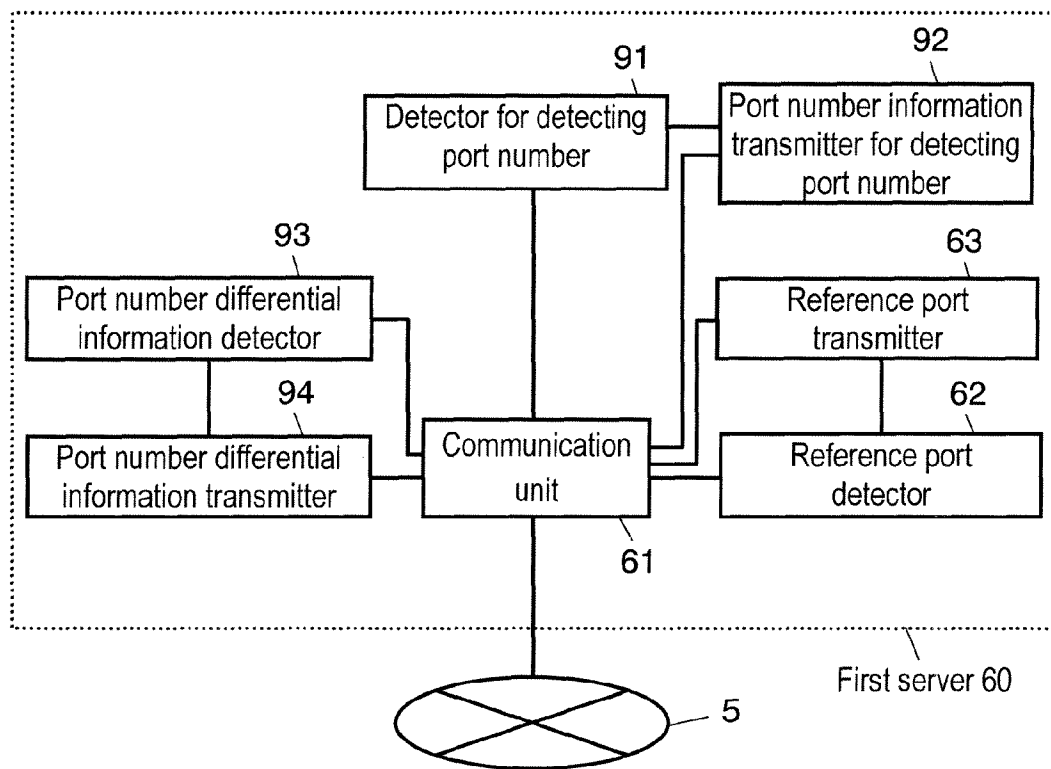 91
92
Detector for detecting
port number
Port number information
transmitter for detecting
port number
93
63
Port number differential
information detector
Reference port
transmitter
94
62
Port number differential
information transmitter
Communication
unit
Reference port
detector
61
First server 60
5